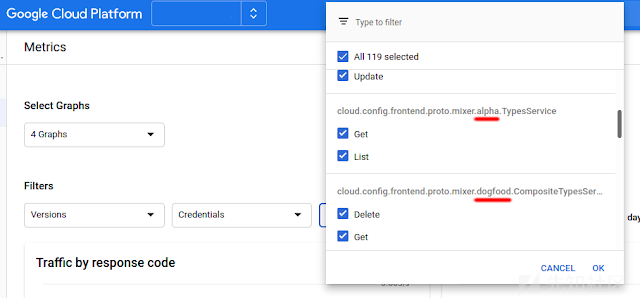 Google Cloud Platform
Type to filter
Metrics
All 119 selected
Update
Select Graphs
cloud.config.frontend.proto.mixer.alpha.TypesService
4 Graphs
Get
List
Filters
cloud.config.frontend.proto.mixer.dogfood.CompositeTypesSer...
Versions
Credentials
Delete
day
Get
Traffic by response code
CANCEL
OK